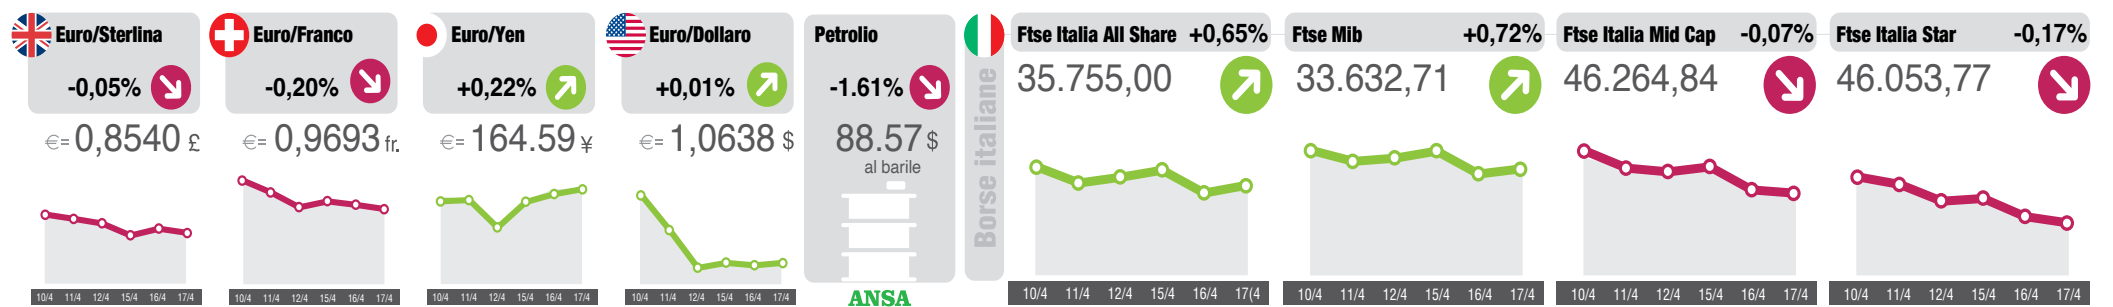 Euro/Sterlina
-0,05%
€= 0,8540 £
10/4 11/4 12/4 15/4 16/4 17/4
Euro/Franco
-0,20%
€= 0,9693 fr.
10/4 11/4 12/4 15/4 16/4 17/4
Euro/Yen
+0,22%
€= 164.59 ¥
10/4 11/4 12/4 15/4 16/4 17/4
Euro/Dollaro
+0,01%
€= 1,0638 $
10/4 11/4 12/4 15/4 16/4 17/4
Petrolio
-1.61%
88.57 $
al barile
ANSA
Borse italiane
Ftse Italia All Share +0,65%
35.755,00
10/4 11/4 12/4 15/4 16/4 17/4
Ftse Mib +0,72%
33.632,71
10/4 11/4 12/4 15/4 16/4 17/4
Ftse Italia Mid Cap -0,07%
46.264,84
10/4 11/4 12/4 15/4 16/4 17/4
Ftse Italia Star -0,17%
46.053,77
10/4 11/4 12/4 15/4 16/4 17/4